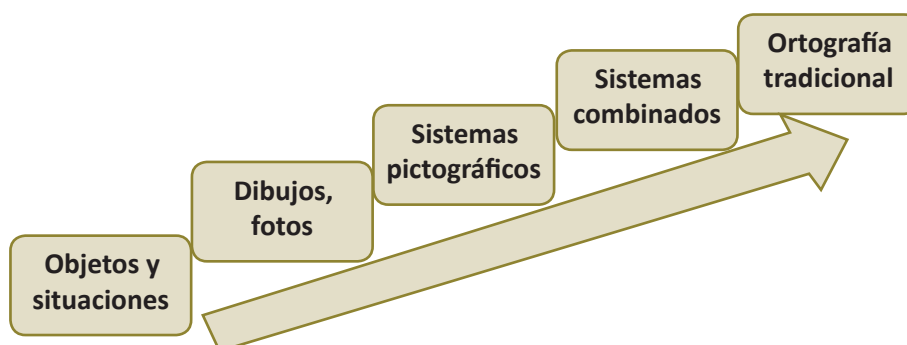 Objetos y
situaciones
Dibujos,
fotos
Sistemas
pictográficos
Sistemas
combinados
Ortografía
tradicional